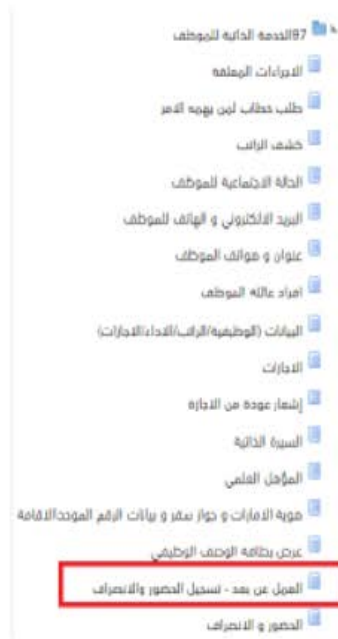 97الخدمة الذاتية للموظف
الاجراءات المعلقة
طلب خطاب لمن يهمه الامر
كشف الراتب
الحالة الاجتماعية للموظف
البريد الالكتروني و الهاتف للموظف
عنوان و هواتف الموظف
افراد عائلة الموظف
البيانات (الوظيفية/الراتب/الاداء/الاجازات)
الاجازات
إشعار عودة من الاجازة
السيرة الذاتية
المؤهل العلمي
هوية الامارات و جواز سفر و بيانات الرقم الموحد/الاقامة
عرض بطاقة الوصف الوظيفي
العمل عن بعد - تسجيل الحضور والانصراف
الحضور و الانصراف